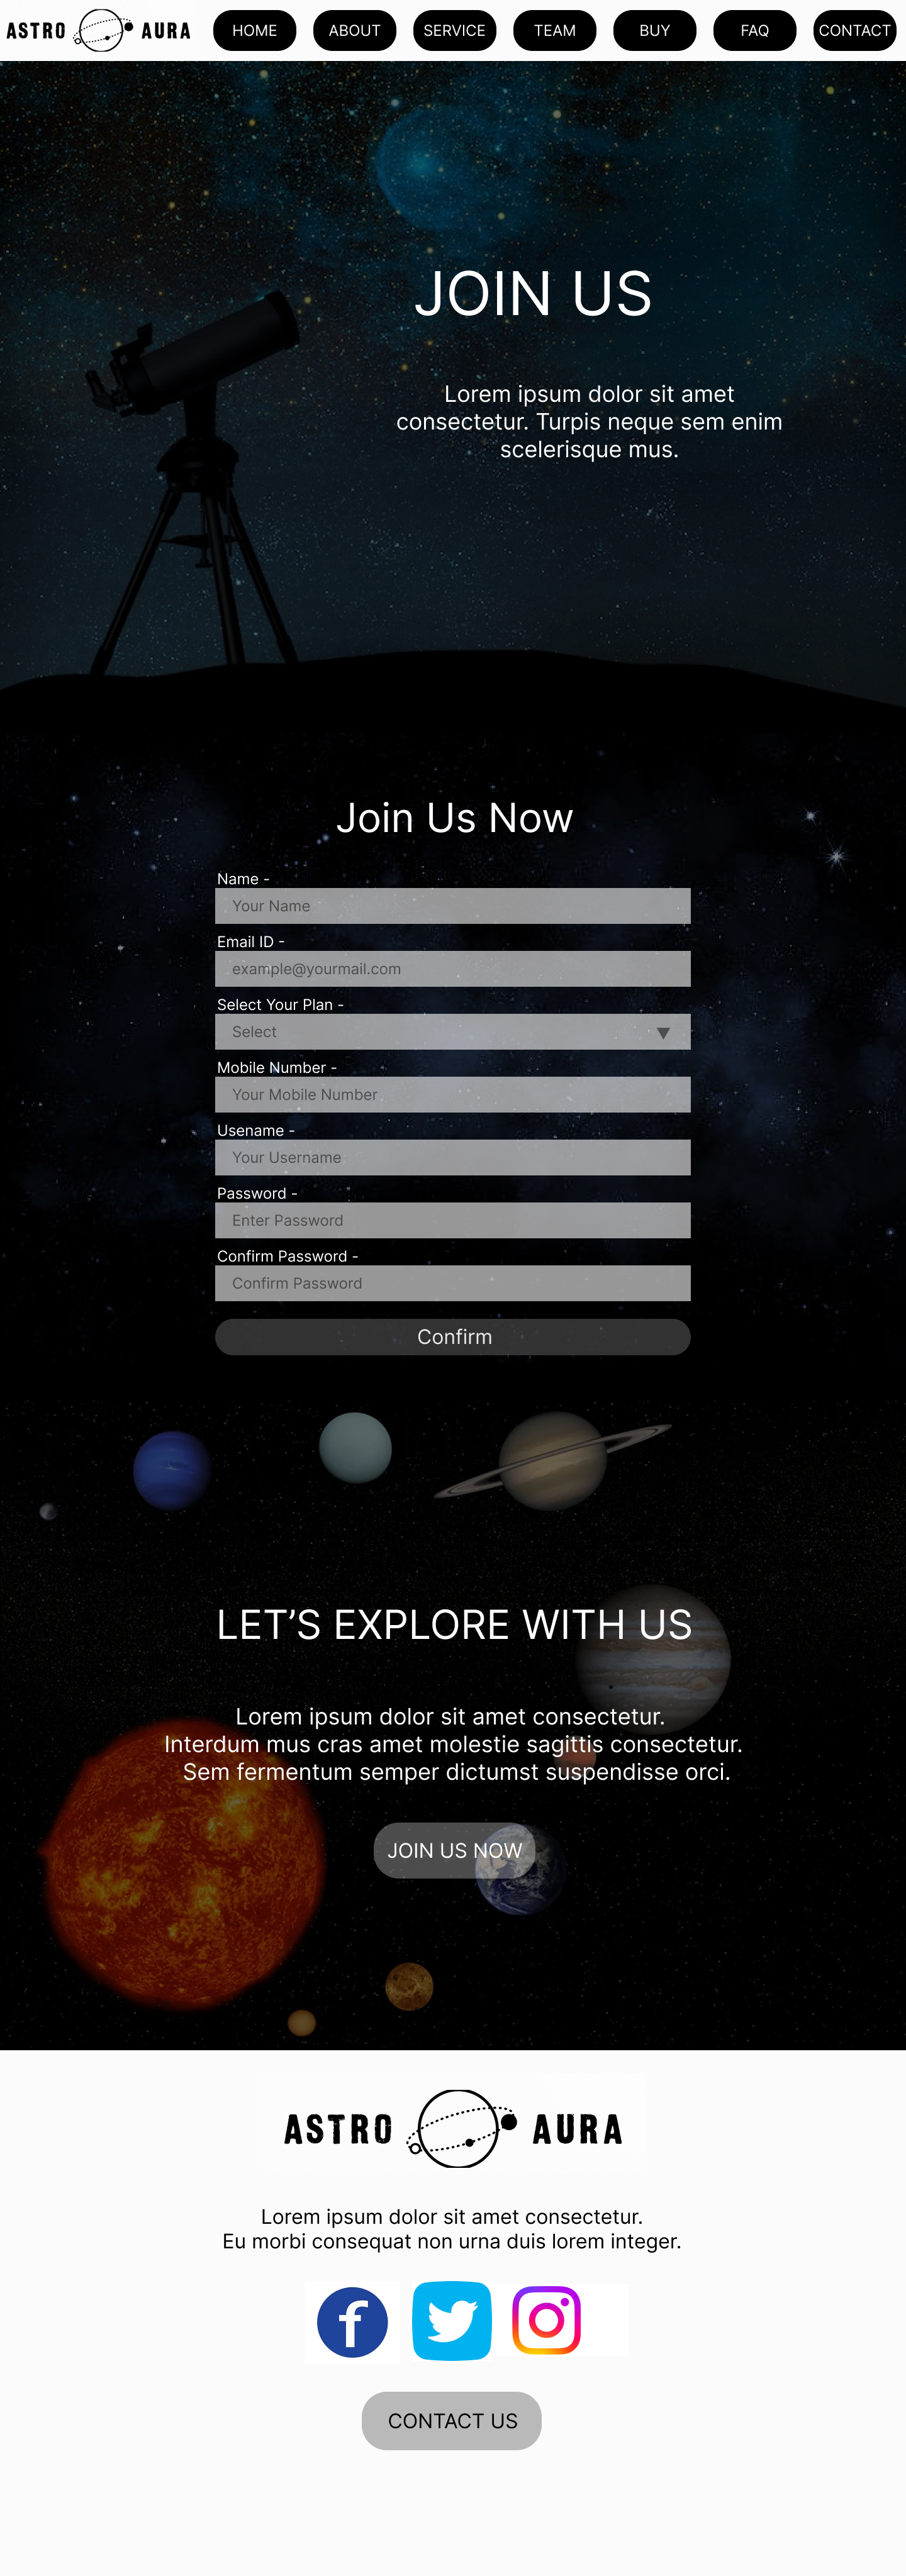 ASTRO AURA
HOME
ABOUT
SERVICE
TEAM
BUY
FAQ
CONTACT
JOIN US
Lorem ipsum dolor sit amet
consectetur. Turpis neque sem enim
scelerisque mus.
Join Us Now
Name -
Your Name
Email ID -
example@yourmail.com
Select Your Plan -
Select
Mobile Number -
Your Mobile Number
Usename -
Your Username
Password -
Enter Password
Confirm Password -
Confirm Password
Confirm
LET’S EXPLORE WITH US
Lorem ipsum dolor sit amet consectetur.
Interdum mus cras amet molestie sagittis consectetur.
Sem fermentum semper dictumst suspendisse orci.
JOIN US NOW
ASTRO AURA
Lorem ipsum dolor sit amet consectetur.
Eu morbi consequat non urna duis lorem integer.
CONTACT US